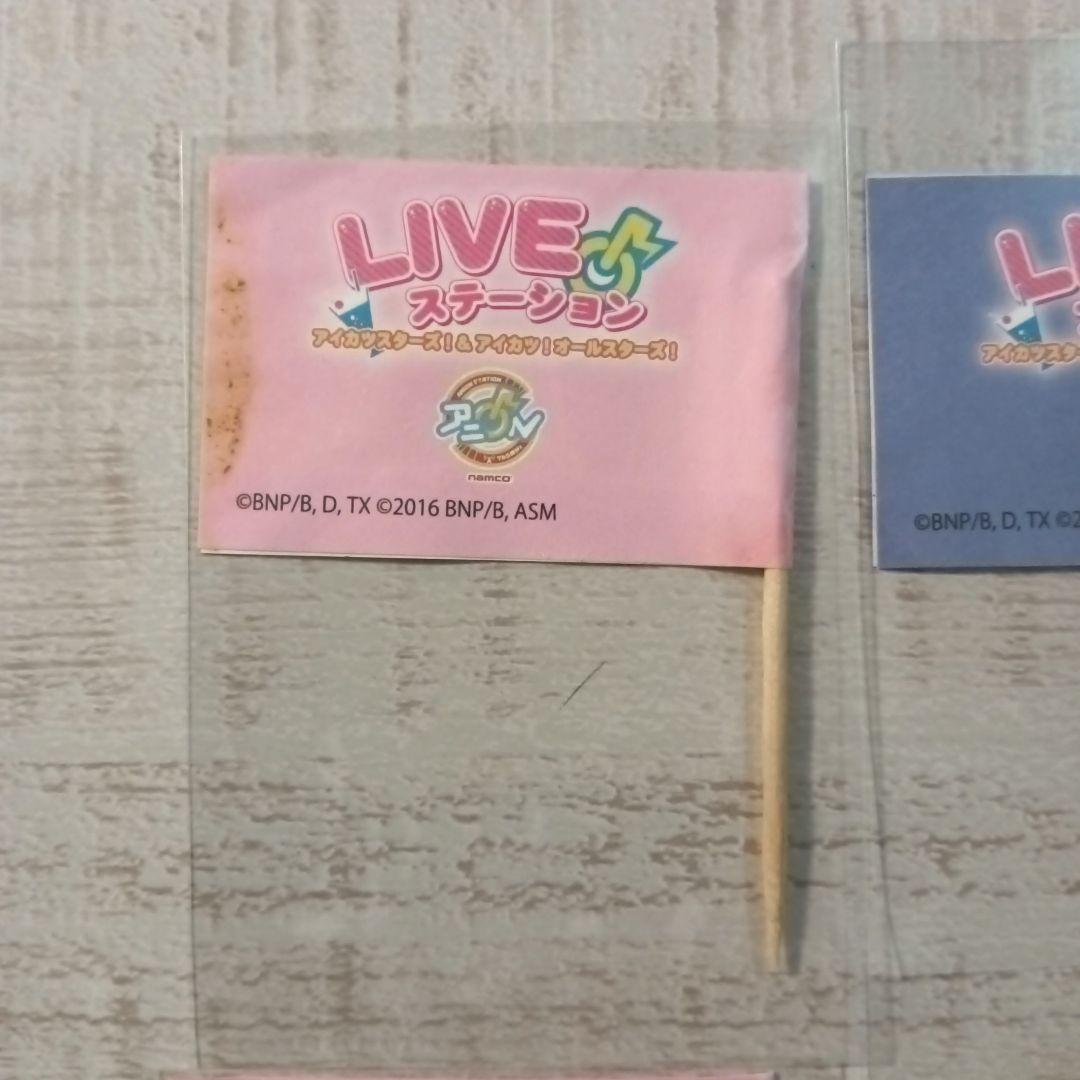 LIVE
ステーション
アイカツスターズ!&アイカツ!オールスターズ!
アニON
namco
©BNP/B, D, TX ©2016 BNP/B, ASM
LI
ス
アイカツスタ
©BNP/B, D, TX ©2